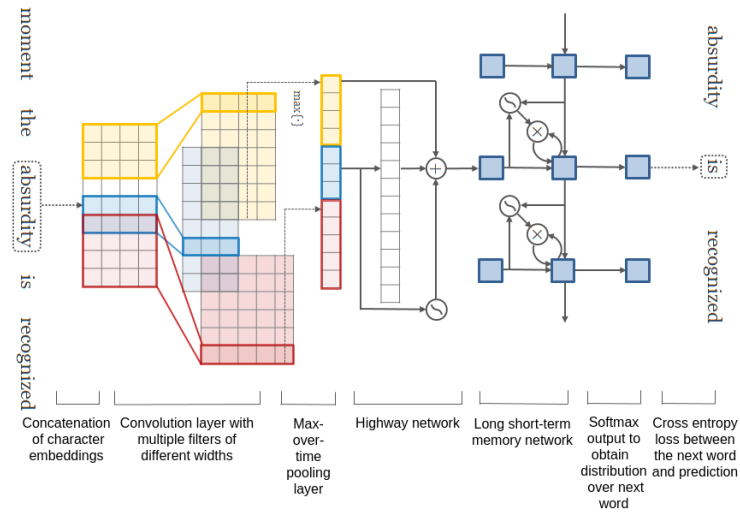 moment the absurdity is recognized
max{·}
absurdity is recognized
Concatenation
of character
embeddings
Convolution layer with
multiple filters of
different widths
Max-
over-
time
pooling
layer
Highway network
Long short-term
memory network
Softmax
output to
obtain
distribution
over next
word
Cross entropy
loss between
the next word
and prediction